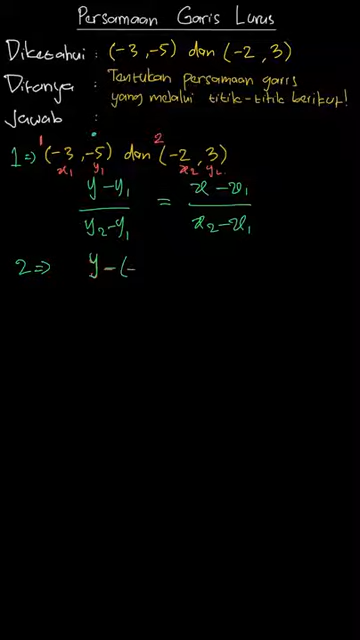 Persamaan Garis Lurus
Diketahui : (-3, -5) dan (-2, 3)
Ditanya : Tentukan persamaan garis
yang melalui titik-titik berikut!
Jawab :
1 2
1 => (-3, -5) dan (-2, 3)
x₁ y₁ x₂ y₂
y - y₁ / y₂ - y₁ = x - x₁ / x₂ - x₁
2 => y - (-